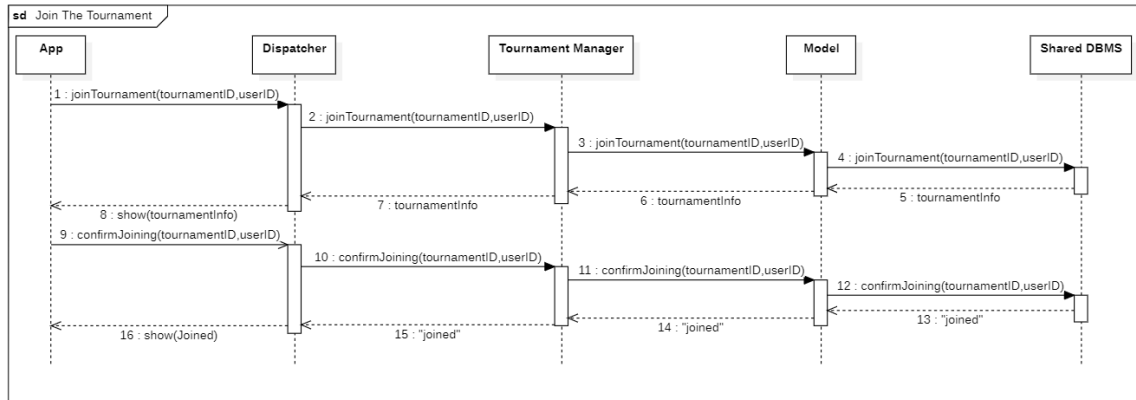 sd Join The Tournament
App
Dispatcher
Tournament Manager
Model
Shared DBMS
1 : joinTournament(tournamentID,userID)
2 : joinTournament(tournamentID,userID)
3 : joinTournament(tournamentID,userID)
4 : joinTournament(tournamentID,userID)
5 : tournamentInfo
6 : tournamentInfo
7 : tournamentInfo
8 : show(tournamentInfo)
9 : confirmJoining(tournamentID,userID)
10 : confirmJoining(tournamentID,userID)
11 : confirmJoining(tournamentID,userID)
12 : confirmJoining(tournamentID,userID)
13 : "joined"
14 : "joined"
15 : "joined"
16 : show(Joined)